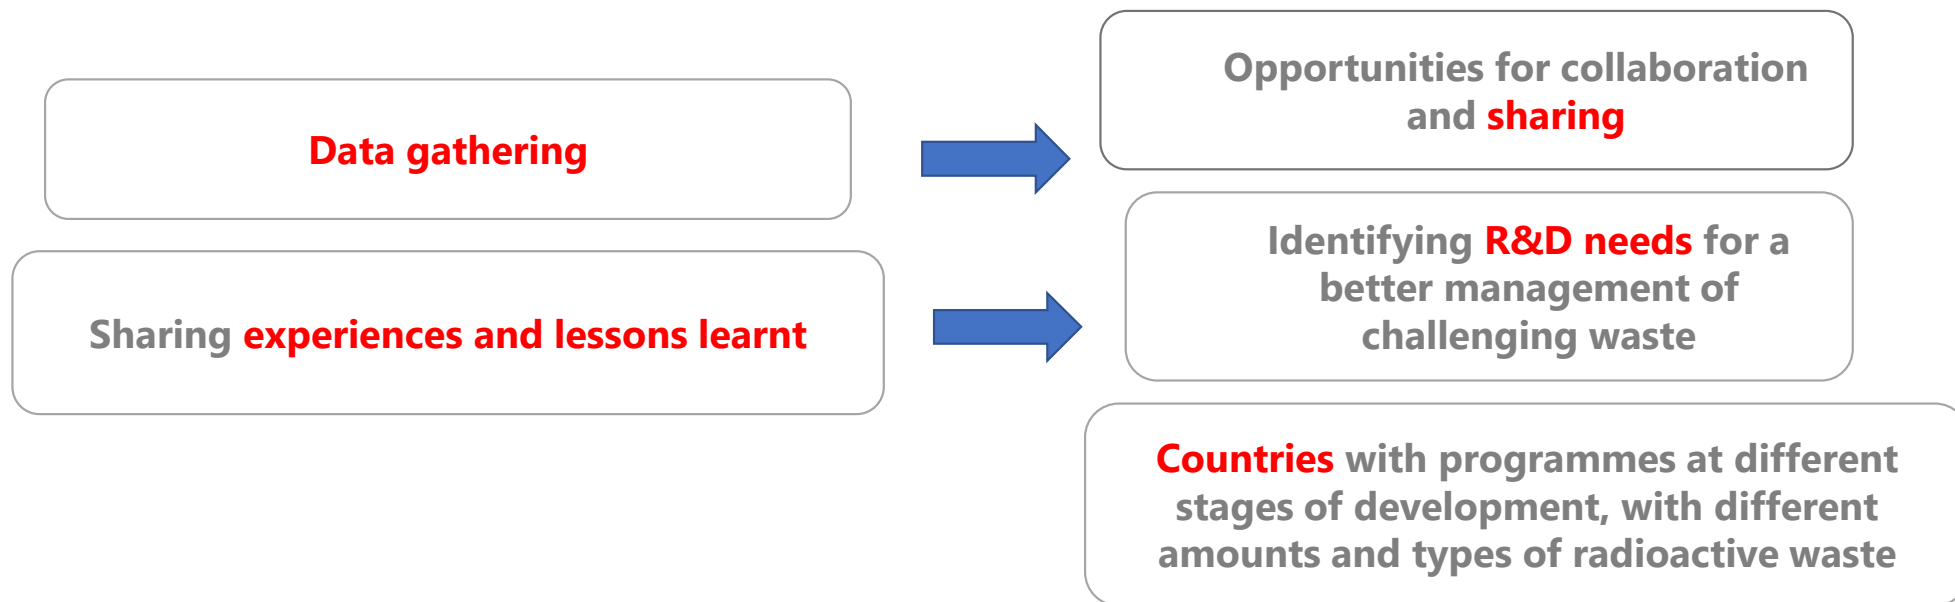 Data gathering
Sharing experiences and lessons learnt
Opportunities for collaboration
and sharing
Identifying R&D needs for a
better management of
challenging waste
Countries with programmes at different
stages of development, with different
amounts and types of radioactive waste